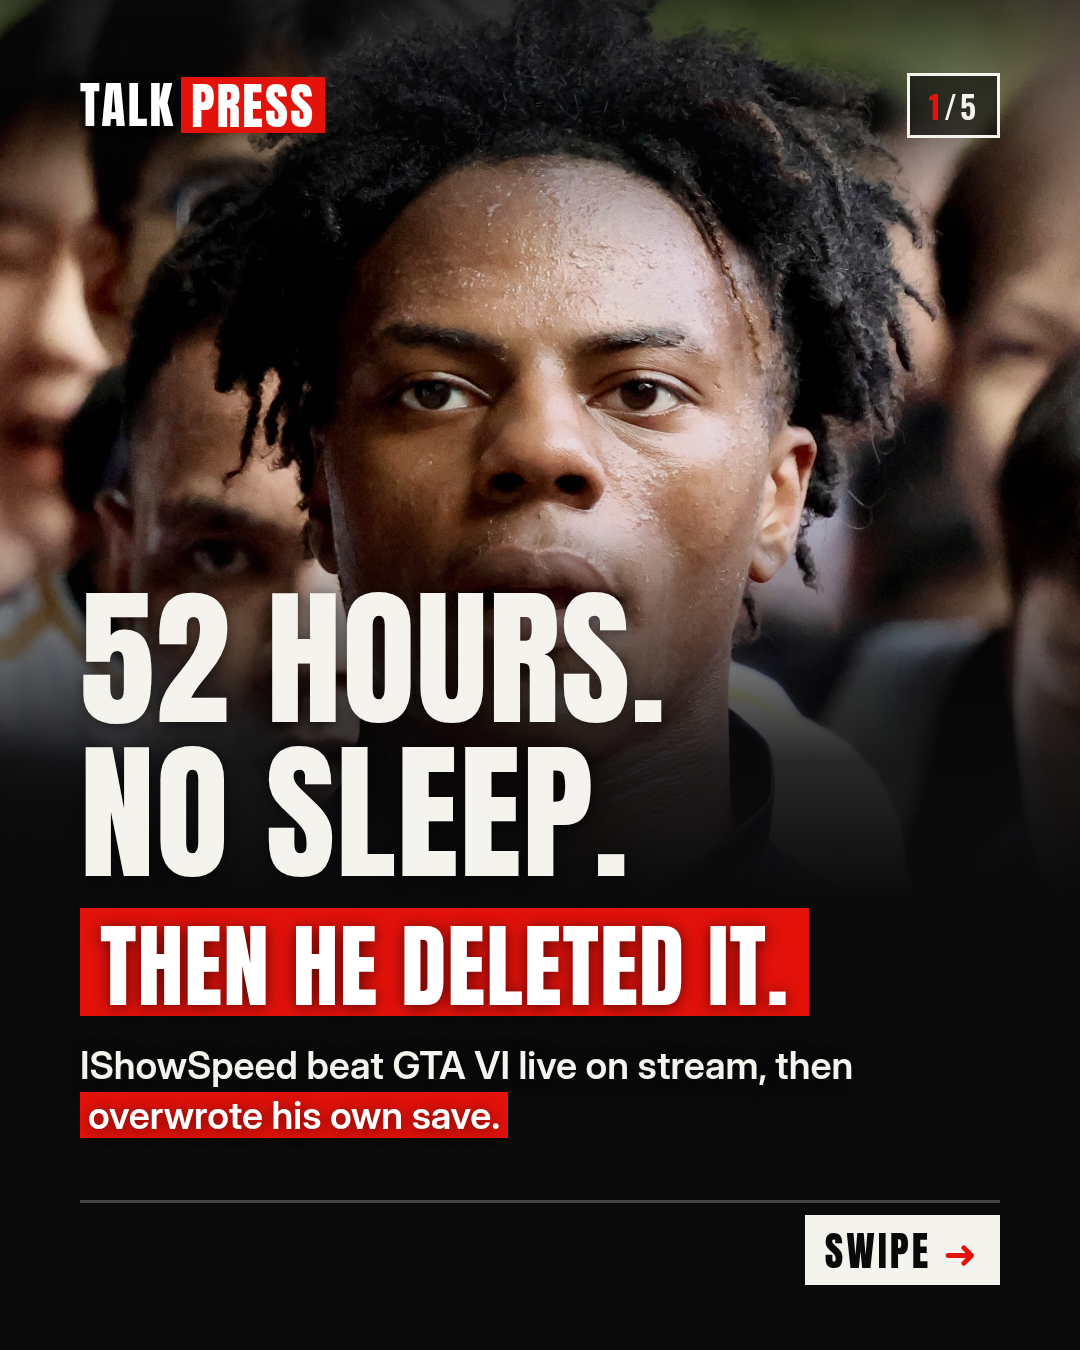 TALK PRESS
1/5
52 HOURS.
NO SLEEP.
THEN HE DELETED IT.
IShowSpeed beat GTA VI live on stream, then
overwrote his own save.
SWIPE →